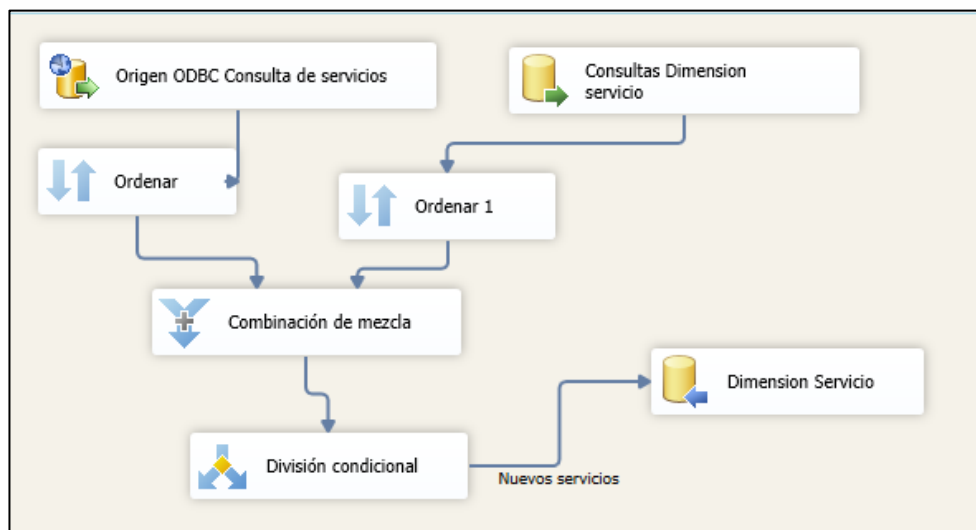 Origen ODBC Consulta de servicios
Consultas Dimension
servicio
Ordenar
Ordenar 1
Combinación de mezcla
Dimension Servicio
División condicional
Nuevos servicios